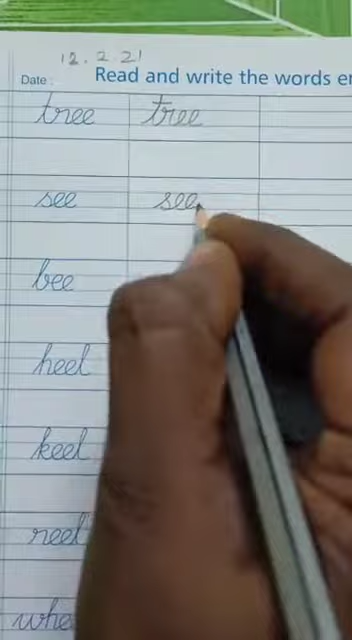 12.2.21
Date : Read and write the words
tree tree
see see
bee
heel
keel
reel